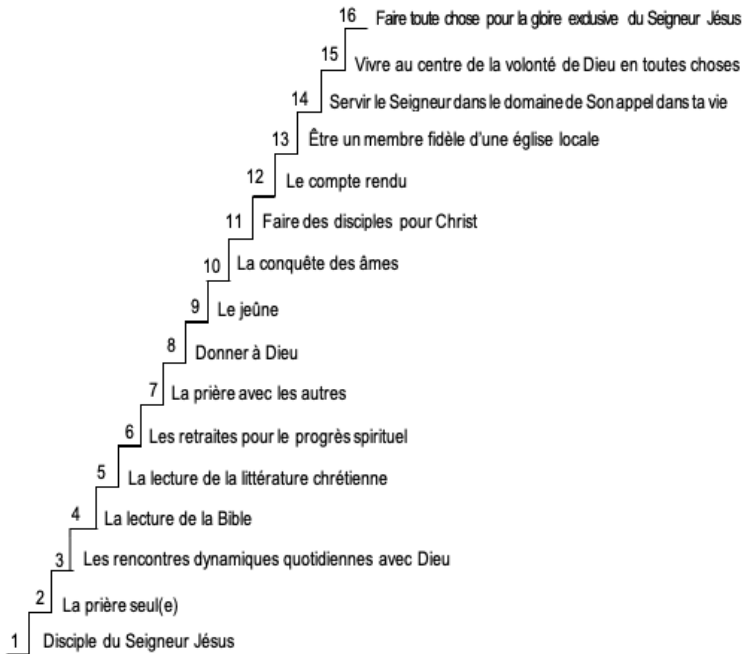 16 Faire toute chose pour la gloire exclusive du Seigneur Jésus
15 Vivre au centre de la volonté de Dieu en toutes choses
14 Servir le Seigneur dans le domaine de Son appel dans ta vie
13 Être un membre fidèle d'une église locale
12 Le compte rendu
11 Faire des disciples pour Christ
10 La conquête des âmes
9 Le jeûne
8 Donner à Dieu
7 La prière avec les autres
6 Les retraites pour le progrès spirituel
5 La lecture de la littérature chrétienne
4 La lecture de la Bible
3 Les rencontres dynamiques quotidiennes avec Dieu
2 La prière seul(e)
1 Disciple du Seigneur Jésus